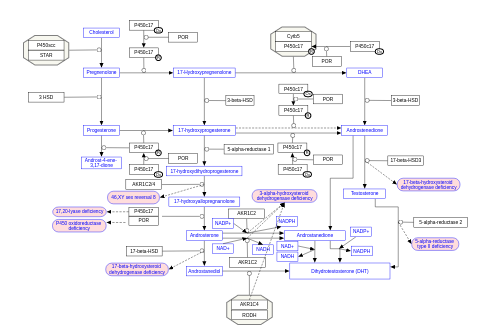 Cholesterol
P450c17
POR
Cyb5
P450c17
P450c17
POR
P450scc
STAR
Pregnenolone
17-Hydroxypregnenolone
DHEA
3 HSD
3-beta-HSD
3-beta-HSD
P450c17
POR
P450c17
Progesterone
17-hydroxyprogesterone
Androstenedione
P450c17
POR
P450c17
5-alpha-reductase 1
P450c17
POR
P450c17
17-beta-HSD3
Androst-4-ene-
3,17-dione
17-hydroxydihydroprogesterone
AKR1C2/4
46,XY sex reversal 8
17-hydroxyallopregnanolone
3-alpha-hydroxysteroid
dehydrogenase deficiency
17-beta-hydroxysteroid
dehydrogenase deficiency
Testosterone
17,20-lyase deficiency
P450 oxidoreductase
deficiency
P450c17
POR
AKR1C2
NADP+
NADPH
5-alpha-reductase 2
Androsterone
Androstanedione
NADP+
NADPH
5-alpha-reductase
type II deficiency
17-beta-HSD
NAD+
NADH
NAD+
NADH
AKR1C2
17-beta-hydroxysteroid
dehydrogenase deficiency
Androstanediol
Dihydrotestosterone (DHT)
AKR1C4
RODH